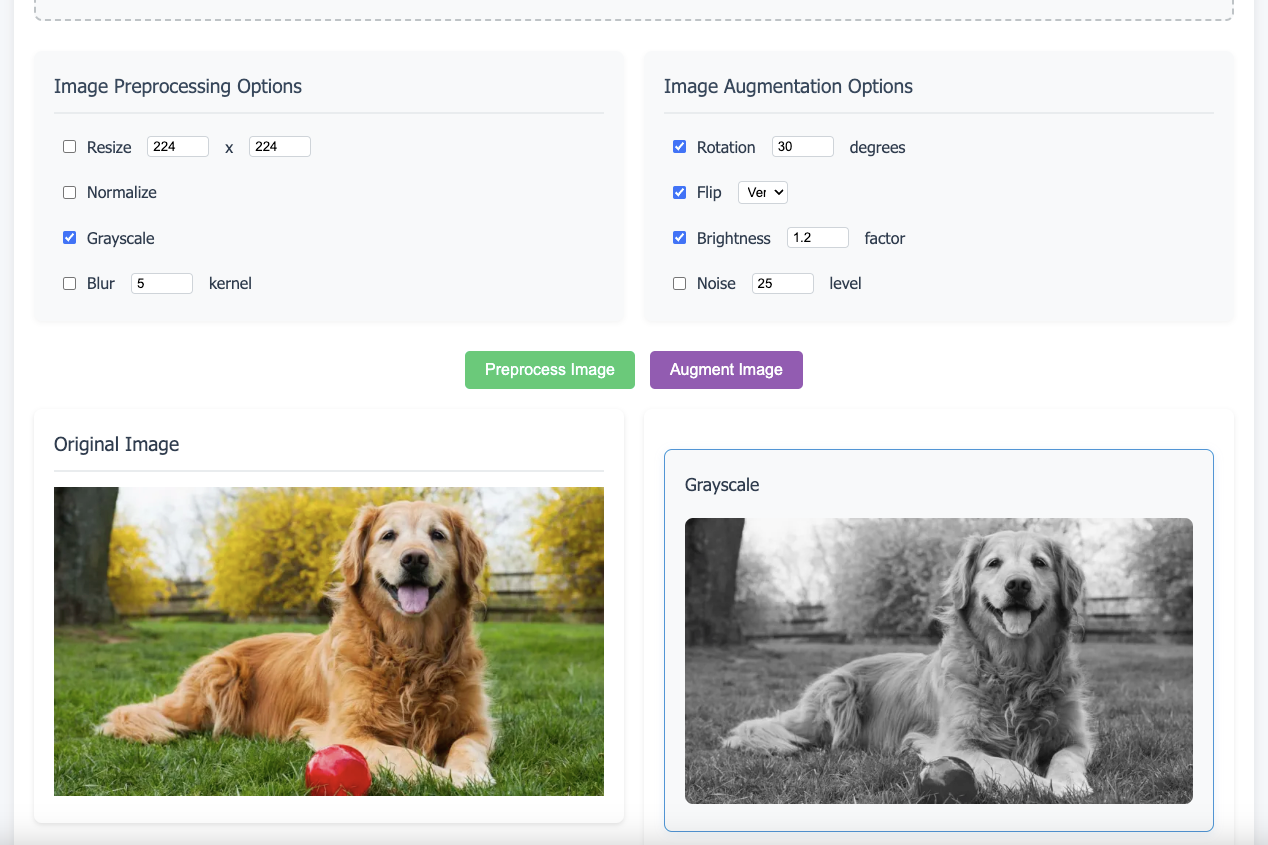 Image Preprocessing Options
Resize 224 x 224
Normalize
Grayscale
Blur 5 kernel
Image Augmentation Options
Rotation 30 degrees
Flip Ver
Brightness 1.2 factor
Noise 25 level
Preprocess Image
Augment Image
Original Image
Grayscale